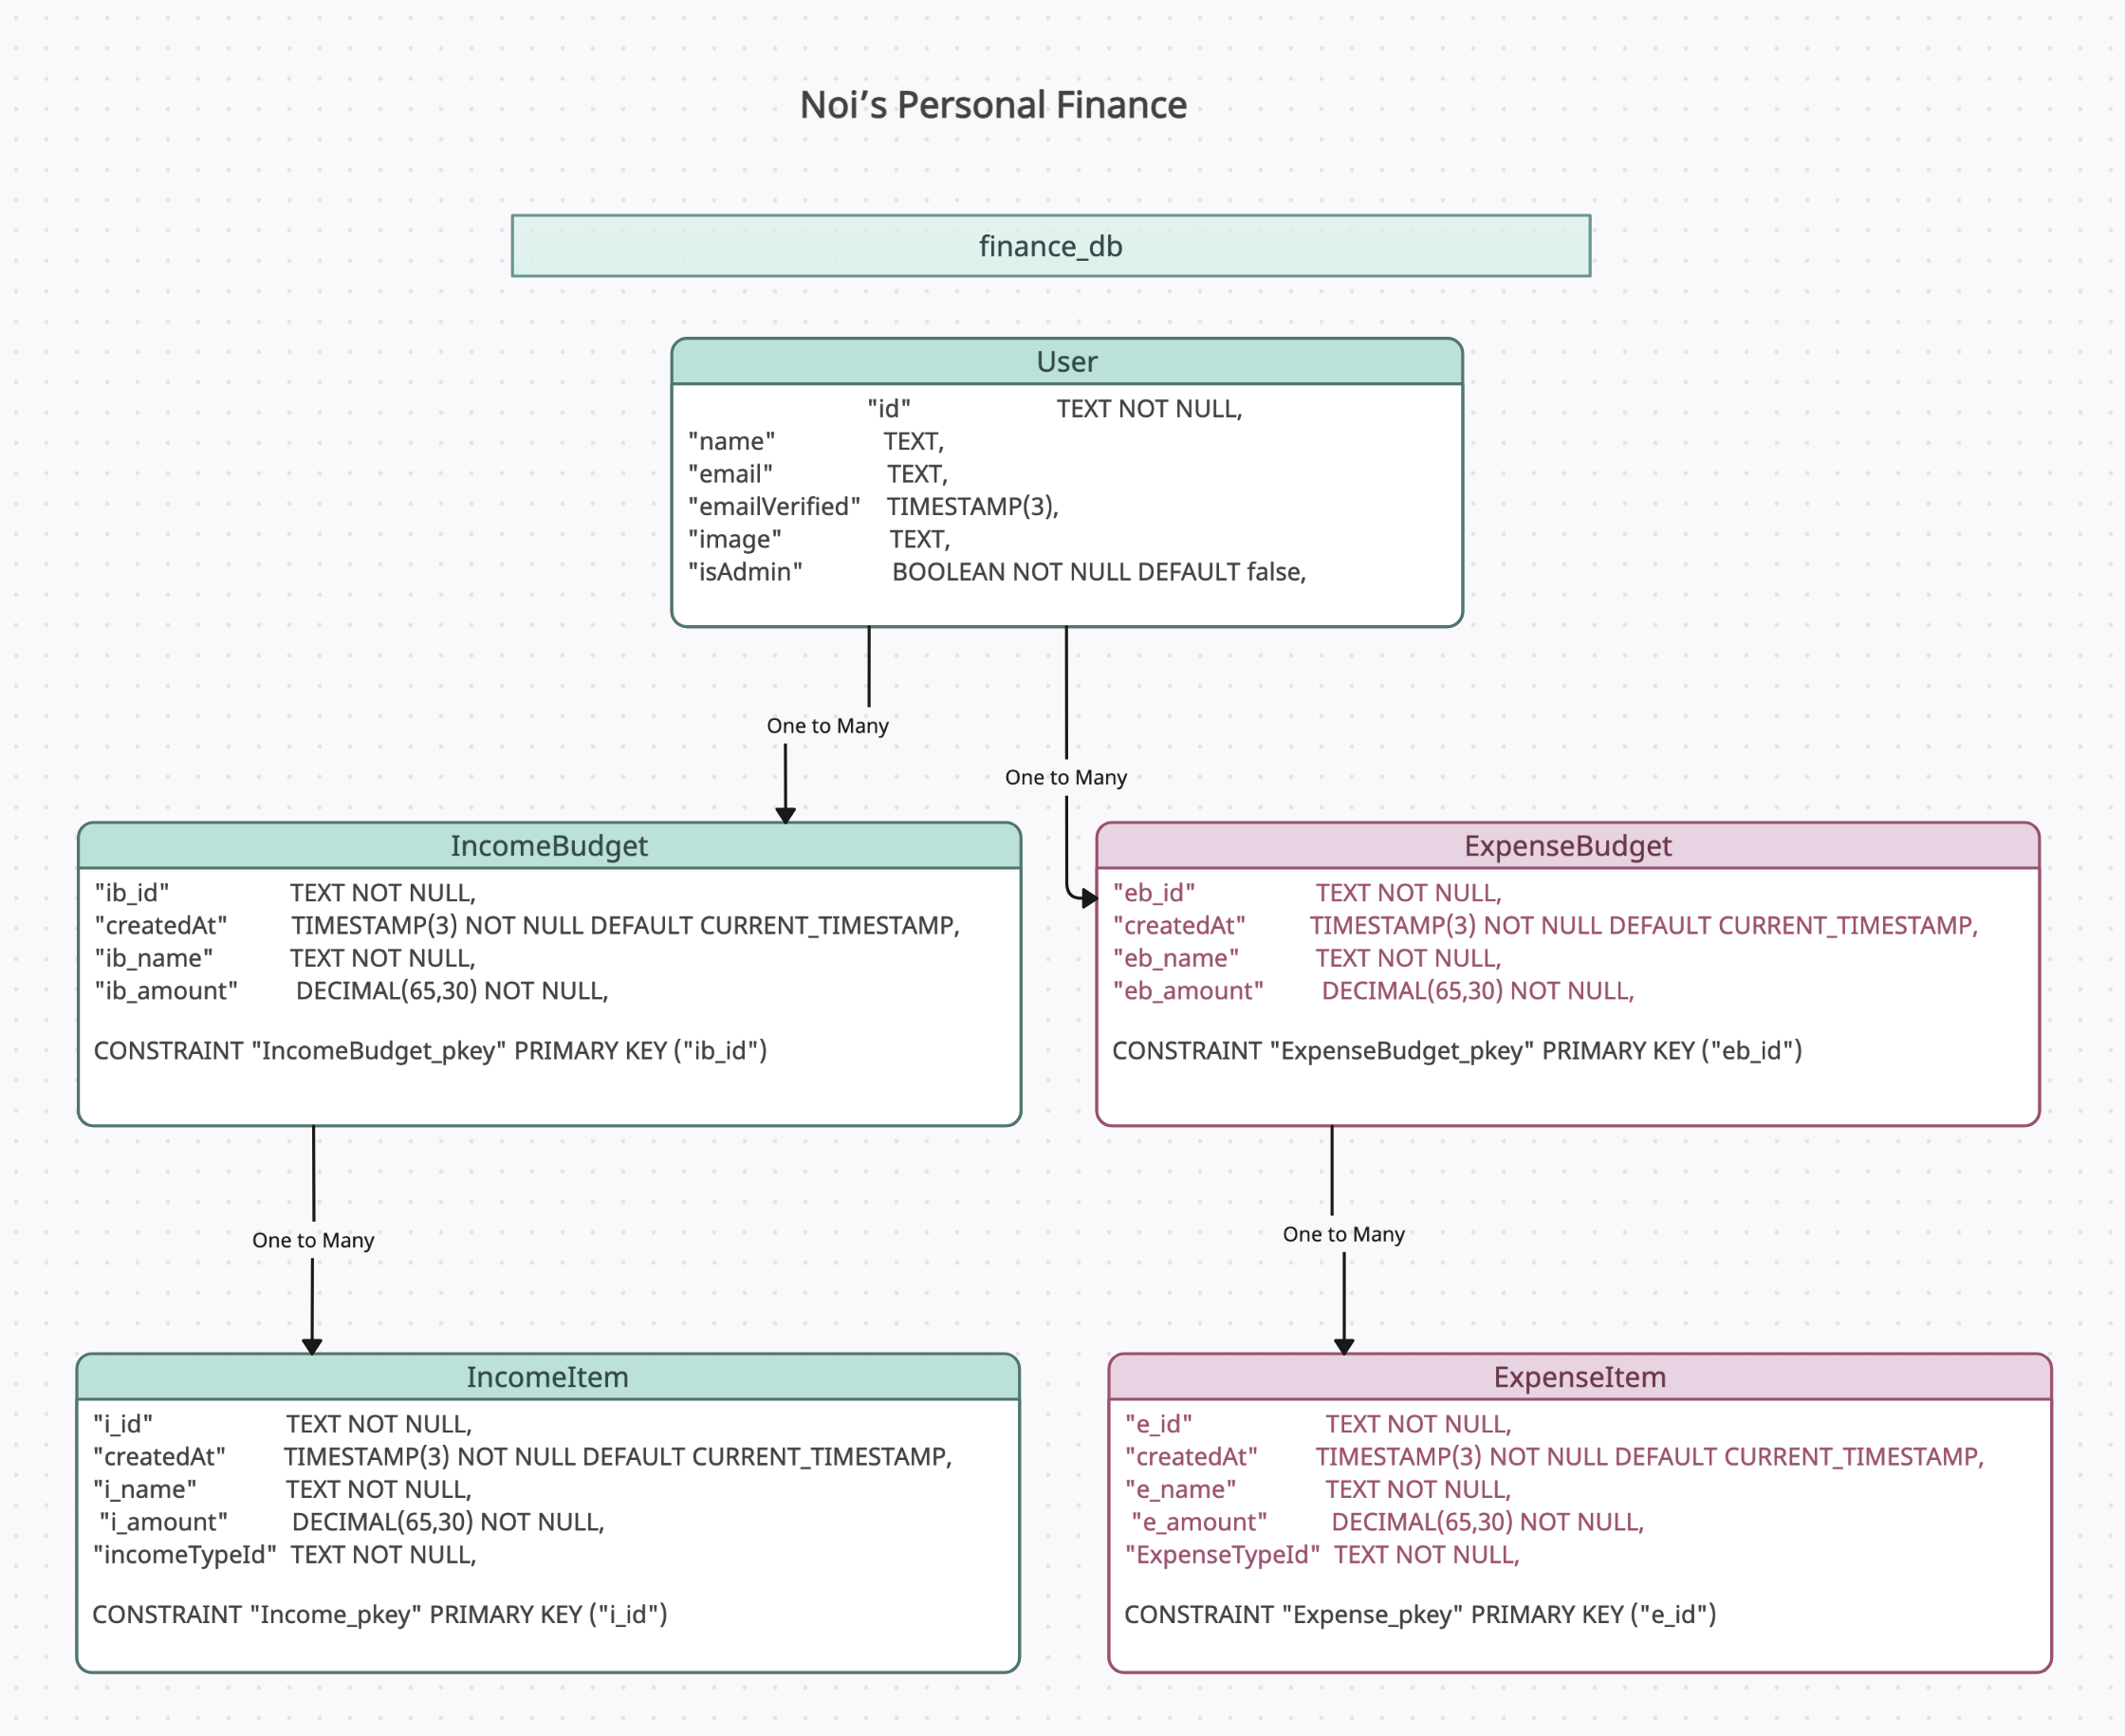 Noi’s Personal Finance
finance_db
User
"id" TEXT NOT NULL,
"name" TEXT,
"email" TEXT,
"emailVerified" TIMESTAMP(3),
"image" TEXT,
"isAdmin" BOOLEAN NOT NULL DEFAULT false,
One to Many
One to Many
IncomeBudget
"ib_id" TEXT NOT NULL,
"createdAt" TIMESTAMP(3) NOT NULL DEFAULT CURRENT_TIMESTAMP,
"ib_name" TEXT NOT NULL,
"ib_amount" DECIMAL(65,30) NOT NULL,
CONSTRAINT "IncomeBudget_pkey" PRIMARY KEY ("ib_id")
ExpenseBudget
"eb_id" TEXT NOT NULL,
"createdAt" TIMESTAMP(3) NOT NULL DEFAULT CURRENT_TIMESTAMP,
"eb_name" TEXT NOT NULL,
"eb_amount" DECIMAL(65,30) NOT NULL,
CONSTRAINT "ExpenseBudget_pkey" PRIMARY KEY ("eb_id")
One to Many
One to Many
IncomeItem
"i_id" TEXT NOT NULL,
"createdAt" TIMESTAMP(3) NOT NULL DEFAULT CURRENT_TIMESTAMP,
"i_name" TEXT NOT NULL,
"i_amount" DECIMAL(65,30) NOT NULL,
"incomeTypeId" TEXT NOT NULL,
CONSTRAINT "Income_pkey" PRIMARY KEY ("i_id")
ExpenseItem
"e_id" TEXT NOT NULL,
"createdAt" TIMESTAMP(3) NOT NULL DEFAULT CURRENT_TIMESTAMP,
"e_name" TEXT NOT NULL,
"e_amount" DECIMAL(65,30) NOT NULL,
"ExpenseTypeId" TEXT NOT NULL,
CONSTRAINT "Expense_pkey" PRIMARY KEY ("e_id")